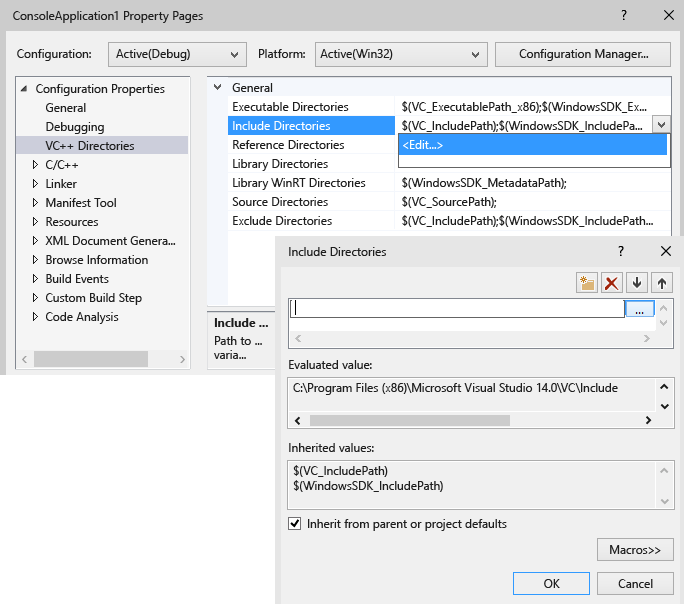 ConsoleApplication1 Property Pages
?
Configuration: Active(Debug) Platform: Active(Win32) Configuration Manager...
Configuration Properties
General
Debugging
VC++ Directories
C/C++
Linker
Manifest Tool
Resources
XML Document Genera...
Browse Information
Build Events
Custom Build Step
Code Analysis
General
Executable Directories $(VC_ExecutablePath_x86);$(WindowsSDK_Ex...
Include Directories $(VC_IncludePath);$(WindowsSDK_IncludePa...
Reference Directories <Edit...>
Library Directories
Library WinRT Directories $(WindowsSDK_MetadataPath);
Source Directories $(VC_SourcePath);
Exclude Directories $(VC_IncludePath);$(WindowsSDK_IncludePath...
Include ...
Path to ...
varia...
Include Directories ?
...
Evaluated value:
C:\Program Files (x86)\Microsoft Visual Studio 14.0\VC\Include
Inherited values:
$(VC_IncludePath)
$(WindowsSDK_IncludePath)
Inherit from parent or project defaults
Macros>>
OK Cancel